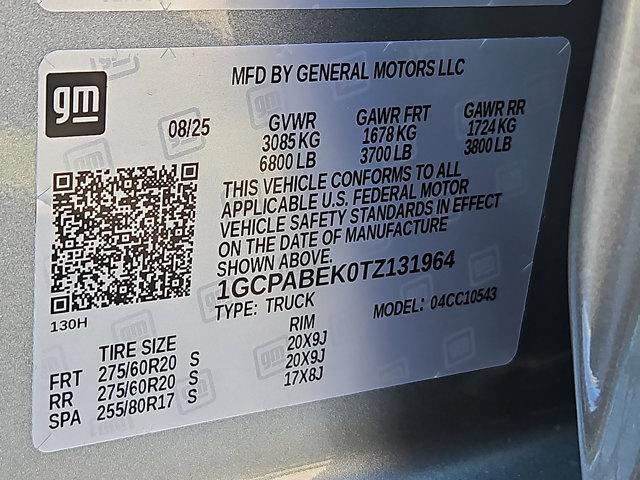 gm
MFD BY GENERAL MOTORS LLC
08/25
GVWR GAWR FRT GAWR RR
3085 KG 1678 KG 1724 KG
6800 LB 3700 LB 3800 LB
THIS VEHICLE CONFORMS TO ALL
APPLICABLE U.S. FEDERAL MOTOR
VEHICLE SAFETY STANDARDS IN EFFECT
ON THE DATE OF MANUFACTURE
SHOWN ABOVE.
1GCPABEK0TZ131964
TYPE: TRUCK MODEL: 04CC10543
130H
TIRE SIZE RIM
FRT 275/60R20 S 20X9J
RR 275/60R20 S 20X9J
SPA 255/80R17 S 17X8J